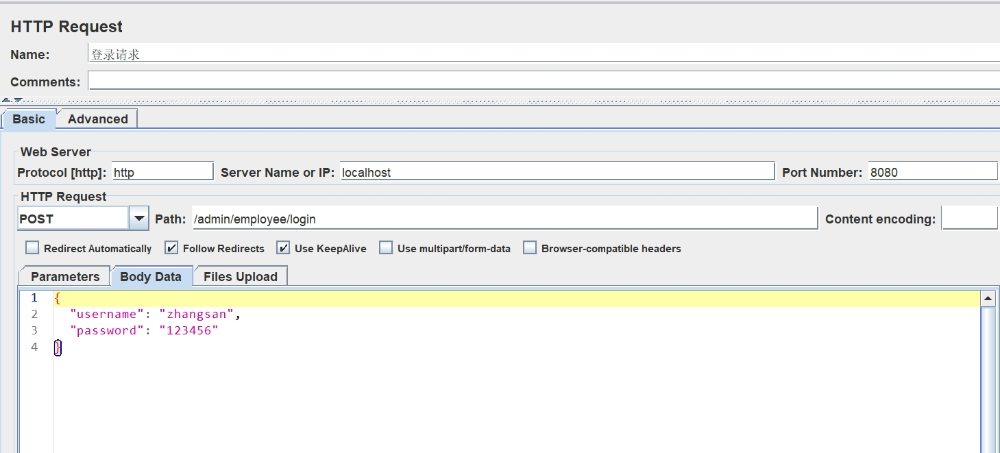 HTTP Request
Name: 登录请求
Comments:
Basic Advanced
Web Server
Protocol [http]: http Server Name or IP: localhost Port Number: 8080
HTTP Request
POST Path: /admin/employee/login Content encoding:
Redirect Automatically Follow Redirects Use KeepAlive Use multipart/form-data Browser-compatible headers
Parameters Body Data Files Upload
1 {
2 "username": "zhangsan",
3 "password": "123456"
4 }